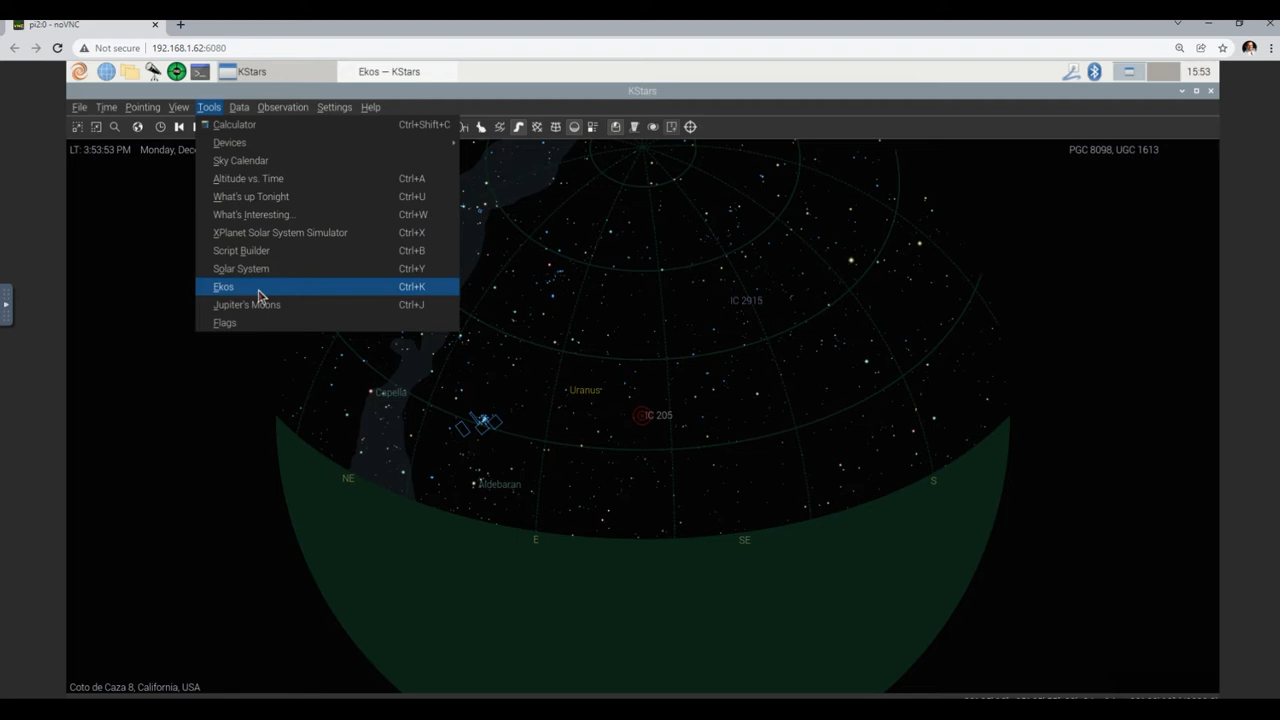 pi2:0 - noVNC
Not secure 192.168.1.62:6080
KStars Ekos — KStars 15:53
KStars
File Time Pointing View Tools Data Observation Settings Help
Calculator Ctrl+Shift+C
Devices
Sky Calendar
Altitude vs. Time Ctrl+A
What's up Tonight Ctrl+U
What's Interesting... Ctrl+W
XPlanet Solar System Simulator Ctrl+X
Script Builder Ctrl+B
Solar System Ctrl+Y
Ekos Ctrl+K
Jupiter's Moons Ctrl+J
Flags
LT: 3:53:53 PM Monday,
PGC 8098, UGC 1613
IC 2915
Uranus
Capella
IC 205
NE
Aldebaran
S
E
SE
Coto de Caza 8, California, USA